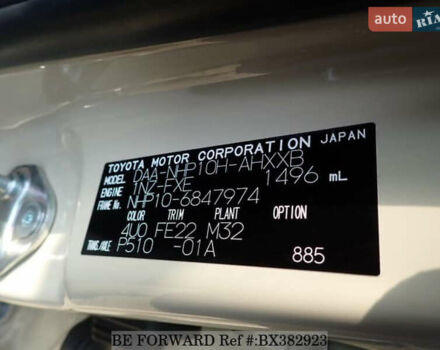 auto RIA
TOYOTA MOTOR CORPORATION JAPAN
MODEL DAA-NHP10H-AHXXB
ENGINE 1NZ-FXE 1496 mL
FRAME No. NHP10-6847974
COLOR TRIM PLANT OPTION
4U0 FE22 M32
TRANS./AXLE P510 -01A 885
BE FORWARD Ref #:BX382923